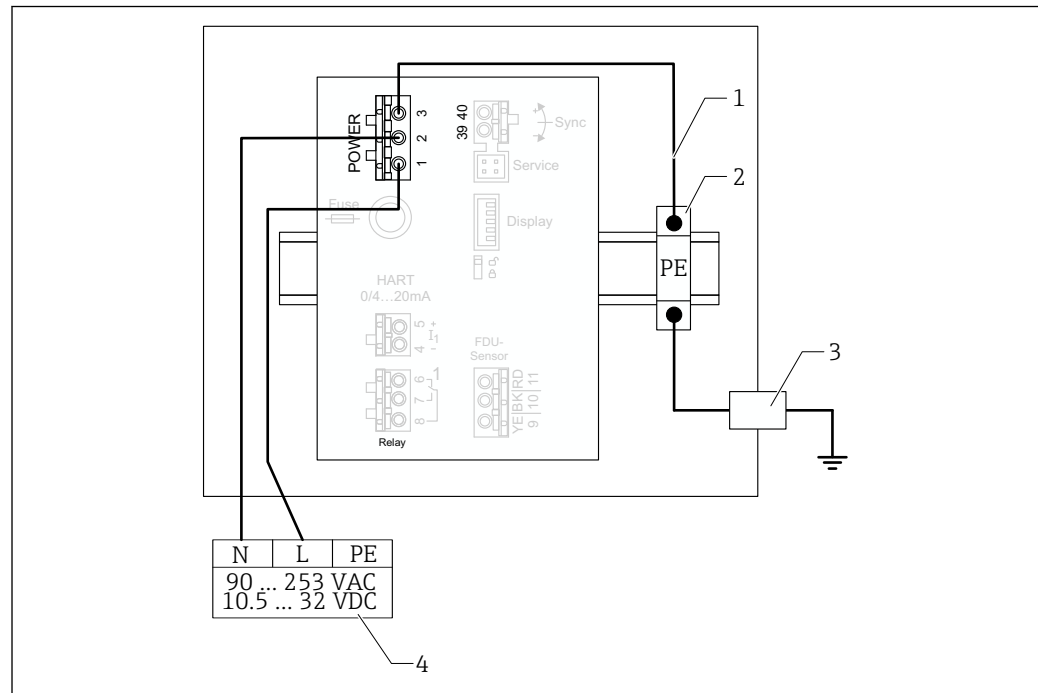 POWER
3
2
1
39 40
+
-
Sync
Service
Fuse
Display
HART
0/4...20mA
5 +
4 -
I1
6 1
7
8
Relay
FDU-
Sensor
YE|BK|RD
9 |10| 11
PE
1
2
3
N L PE
90 ... 253 VAC
10.5 ... 32 VDC
4